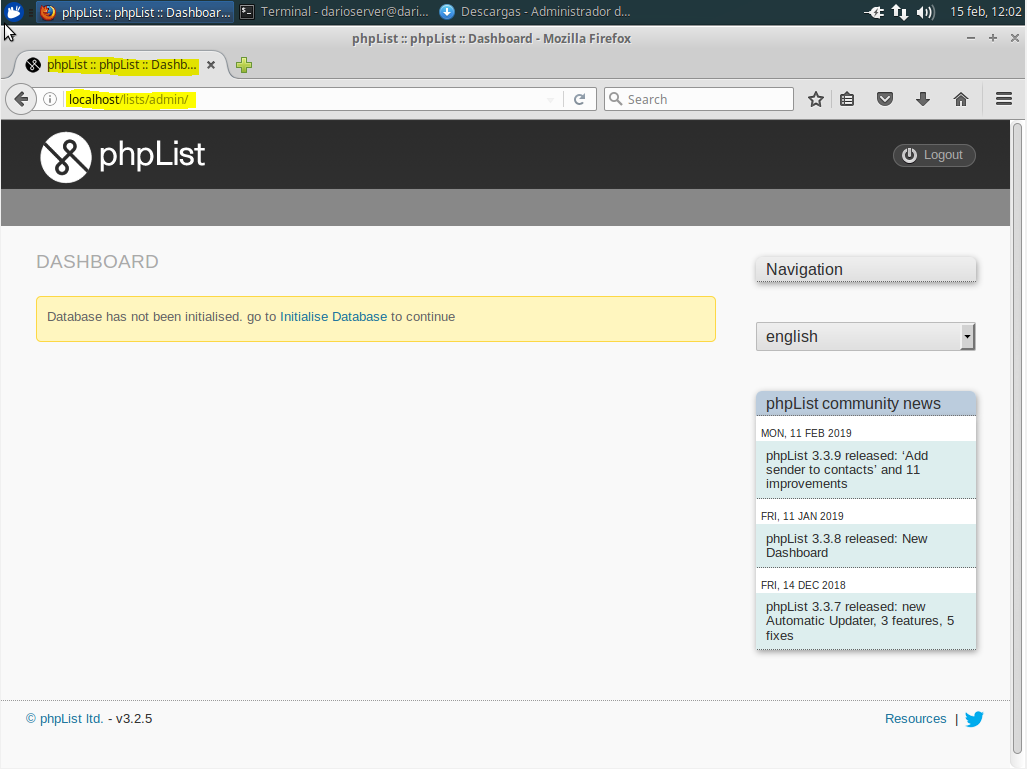 phpList :: phpList :: Dashboar...
Terminal - darioserver@dari...
Descargas - Administrador d...
15 feb, 12:02
phpList :: phpList :: Dashboard - Mozilla Firefox
phpList :: phpList :: Dashb...
localhost/lists/admin/
Search
phpList
Logout
DASHBOARD
Database has not been initialised. go to Initialise Database to continue
Navigation
english
phpList community news
MON, 11 FEB 2019
phpList 3.3.9 released: ‘Add
sender to contacts’ and 11
improvements
FRI, 11 JAN 2019
phpList 3.3.8 released: New
Dashboard
FRI, 14 DEC 2018
phpList 3.3.7 released: new
Automatic Updater, 3 features, 5
fixes
© phpList ltd. - v3.2.5
Resources |